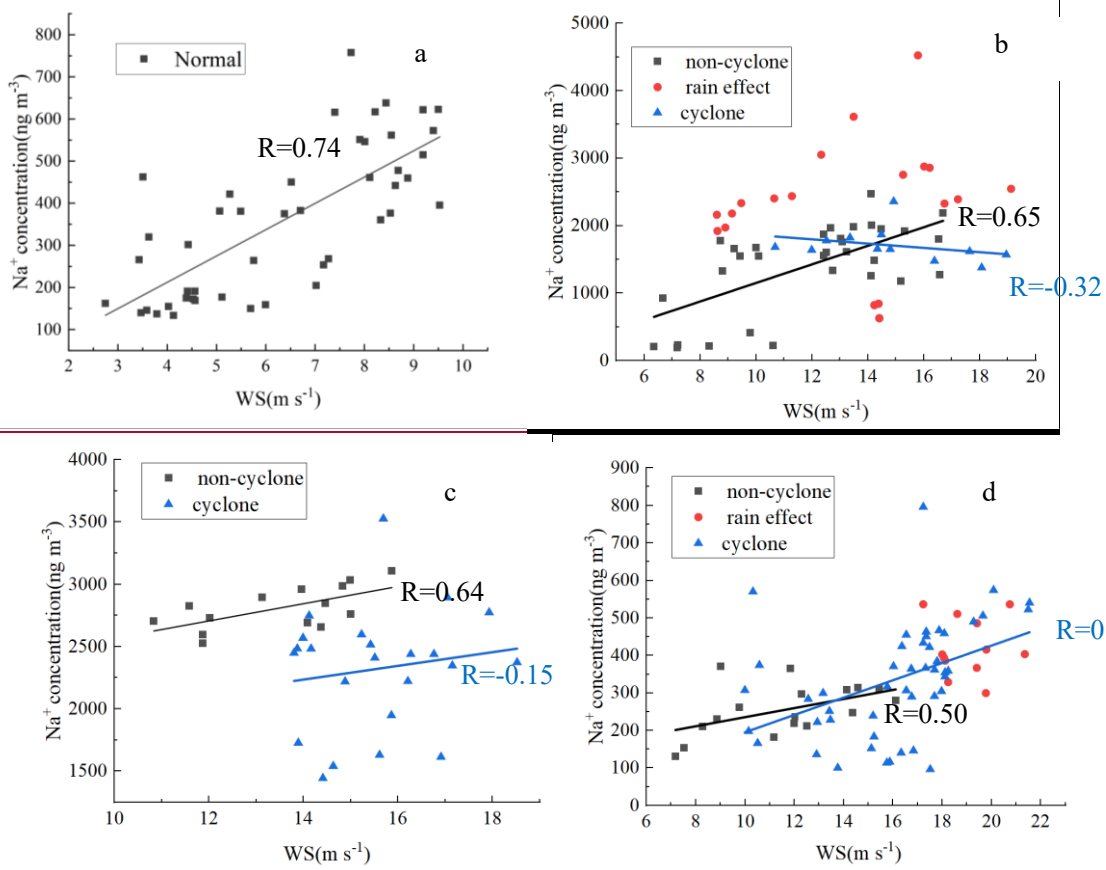 a
Normal
R=0.74
Na+ concentration(ng m-3)
800
700
600
500
400
300
200
100
2 3 4 5 6 7 8 9 10
WS(m s-1)
b
non-cyclone
rain effect
cyclone
R=0.65
R=-0.32
Na+ concentration(ng m-3)
5000
4000
3000
2000
1000
0
6 8 10 12 14 16 18 20
WS(m s-1)
c
non-cyclone
cyclone
R=0.64
R=-0.15
Na+ concentration(ng m-3)
4000
3500
3000
2500
2000
1500
10 12 14 16 18
WS(m s-1)
d
non-cyclone
rain effect
cyclone
R=0
R=0.50
Na+ concentration(ng m-3)
900
800
700
600
500
400
300
200
100
0
6 8 10 12 14 16 18 20 22
WS(m s-1)